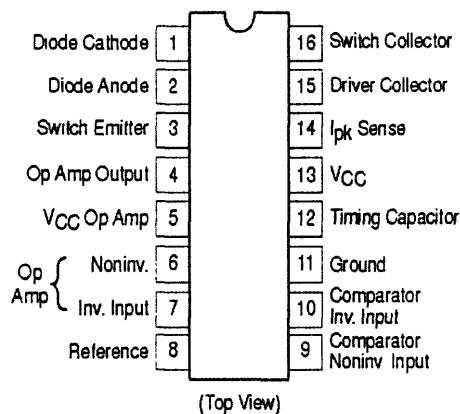 Diode Cathode 1 16 Switch Collector
Diode Anode 2 15 Driver Collector
Switch Emitter 3 14 Ipk Sense
Op Amp Output 4 13 VCC
VCC Op Amp 5 12 Timing Capacitor
Op Amp { Noninv. 6 11 Ground
Inv. Input 7 10 Comparator Inv. Input
Reference 8 9 Comparator Noninv Input
(Top View)